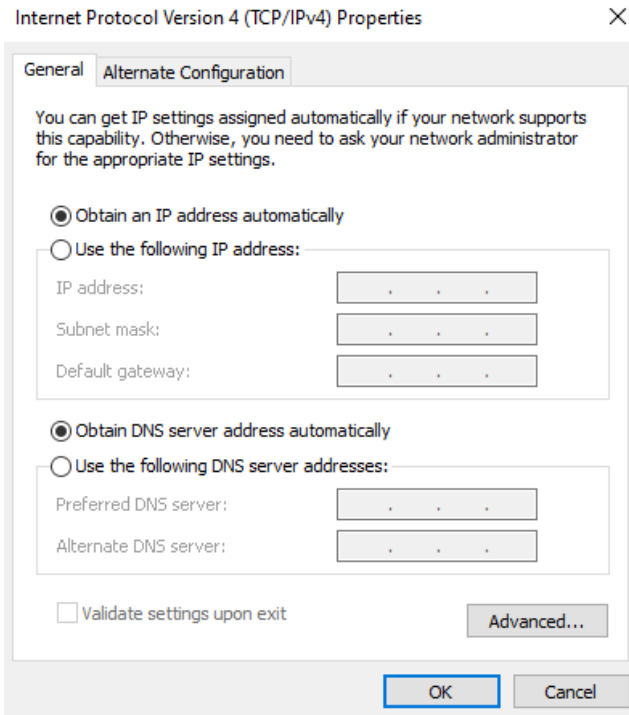 Internet Protocol Version 4 (TCP/IPv4) Properties
General
Alternate Configuration
You can get IP settings assigned automatically if your network supports
this capability. Otherwise, you need to ask your network administrator
for the appropriate IP settings.
Obtain an IP address automatically
Use the following IP address:
IP address:
Subnet mask:
Default gateway:
Obtain DNS server address automatically
Use the following DNS server addresses:
Preferred DNS server:
Alternate DNS server:
Validate settings upon exit
Advanced...
OK
Cancel